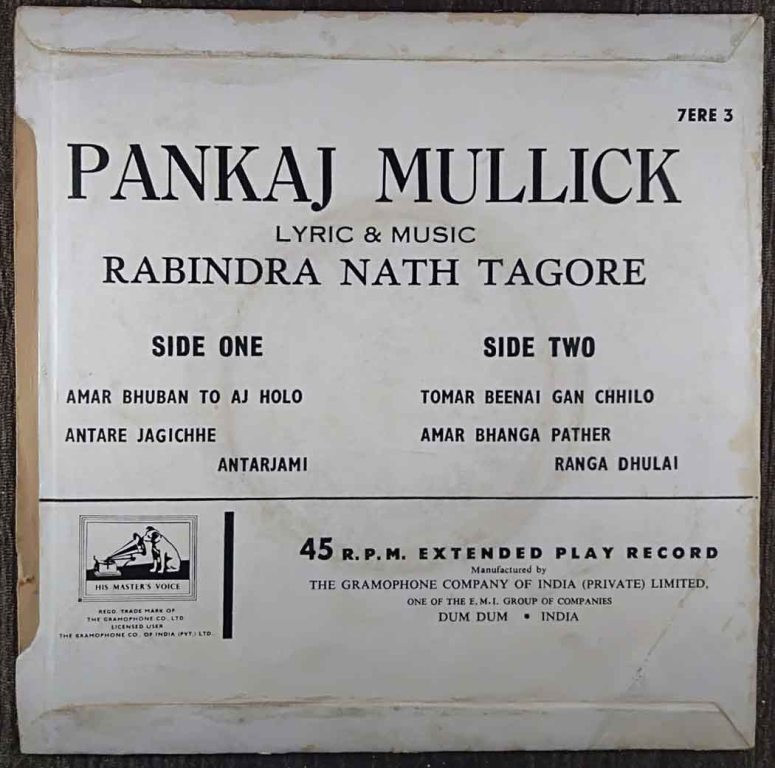 7ERE 3
PANKAJ MULLICK
LYRIC & MUSIC
RABINDRA NATH TAGORE
SIDE ONE
AMAR BHUBAN TO AJ HOLO
ANTARE JAGICHHE
ANTARJAMI
SIDE TWO
TOMAR BEENAI GAN CHHILO
AMAR BHANGA PATHER
RANGA DHULAI
HIS MASTER'S VOICE
REGD. TRADE MARK OF
THE GRAMOPHONE CO. LTD
LICENSED USER
THE GRAMOPHONE CO. OF INDIA (PVT.) LTD.
45 R.P.M. EXTENDED PLAY RECORD
Manufactured by
THE GRAMOPHONE COMPANY OF INDIA (PRIVATE) LIMITED,
ONE OF THE E.M.I. GROUP OF COMPANIES
DUM DUM • INDIA